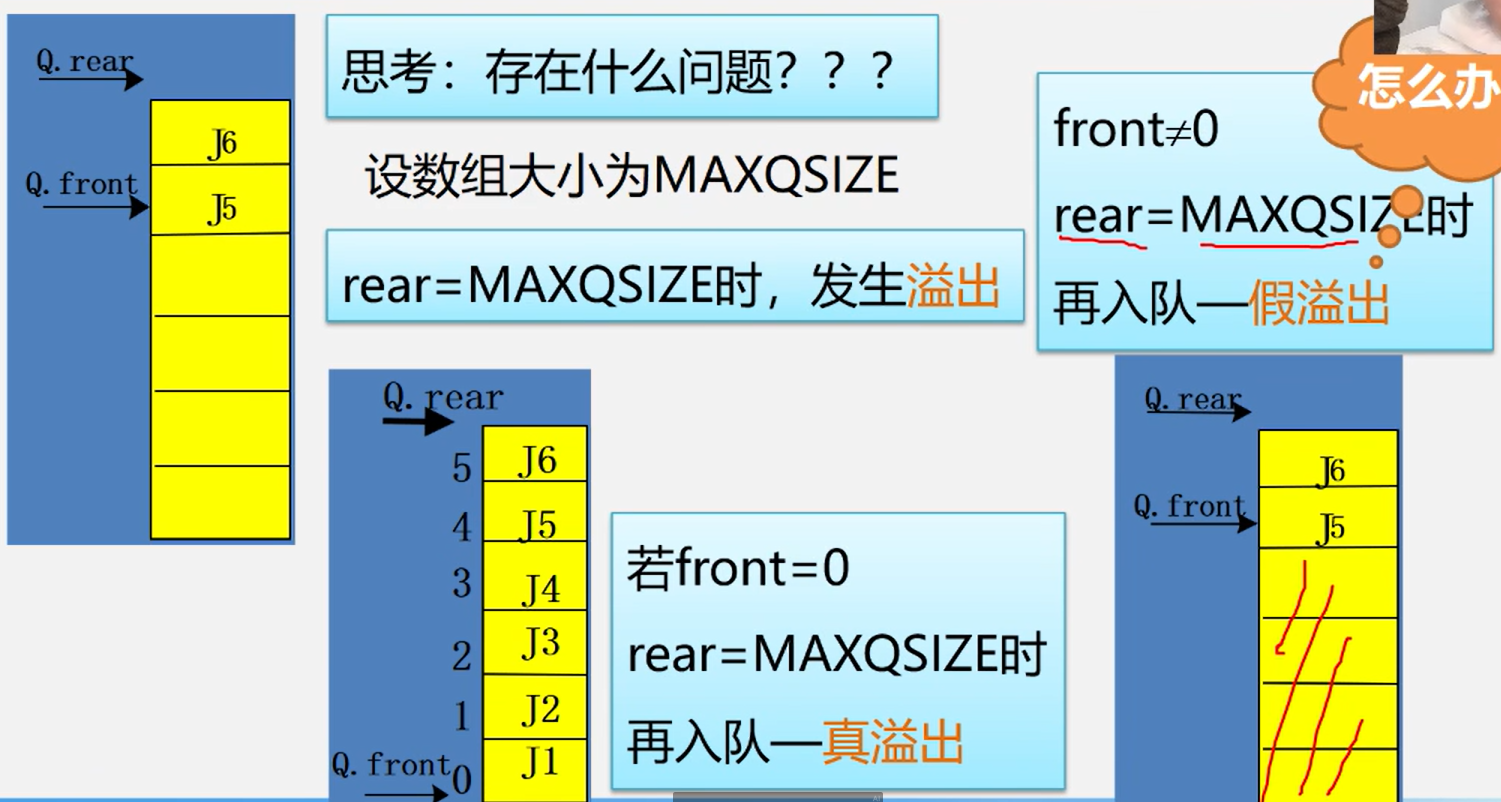 Q.rear
J6
Q.front
J5
思考：存在什么问题？？？
设数组大小为MAXQSIZE
rear=MAXQSIZE时，发生溢出
怎么办
front≠0
rear=MAXQSIZE时
再入队—假溢出
Q.rear
5 J6
4 J5
3 J4
2 J3
1 J2
Q.front 0 J1
若front=0
rear=MAXQSIZE时
再入队—真溢出
Q.rear
J6
Q.front
J5